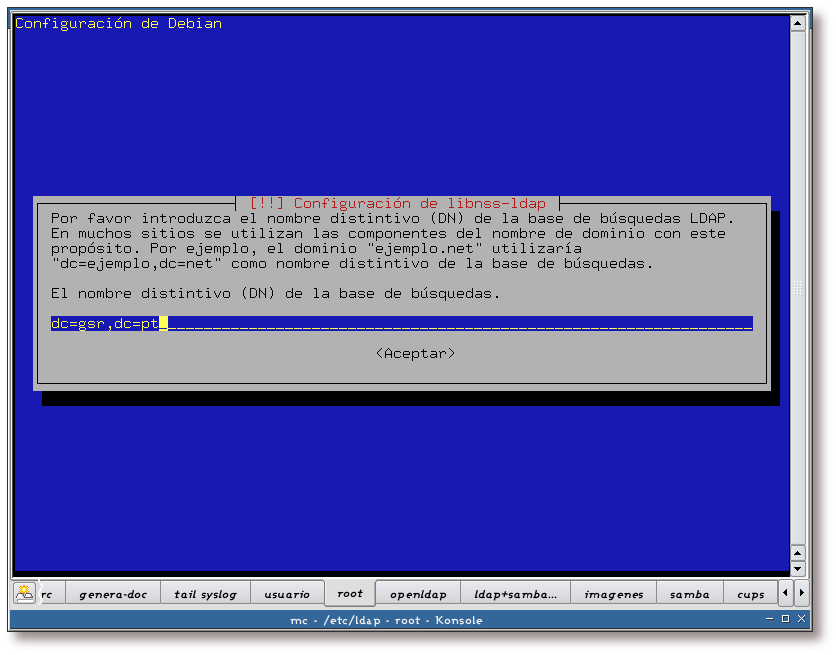 Configuración de Debian
[!!] Configuración de libnss-ldap
Por favor introduzca el nombre distintivo (DN) de la base de búsquedas LDAP.
En muchos sitios se utilizan las componentes del nombre de dominio con este
propósito. Por ejemplo, el dominio "ejemplo.net" utilizaría
"dc=ejemplo,dc=net" como nombre distintivo de la base de búsquedas.
El nombre distintivo (DN) de la base de búsquedas.
dc=gsr,dc=pt
<Aceptar>
rc genera-doc tail syslog usuario root openldap ldap+samba... imagenes samba cups
mc - /etc/ldap - root - Konsole